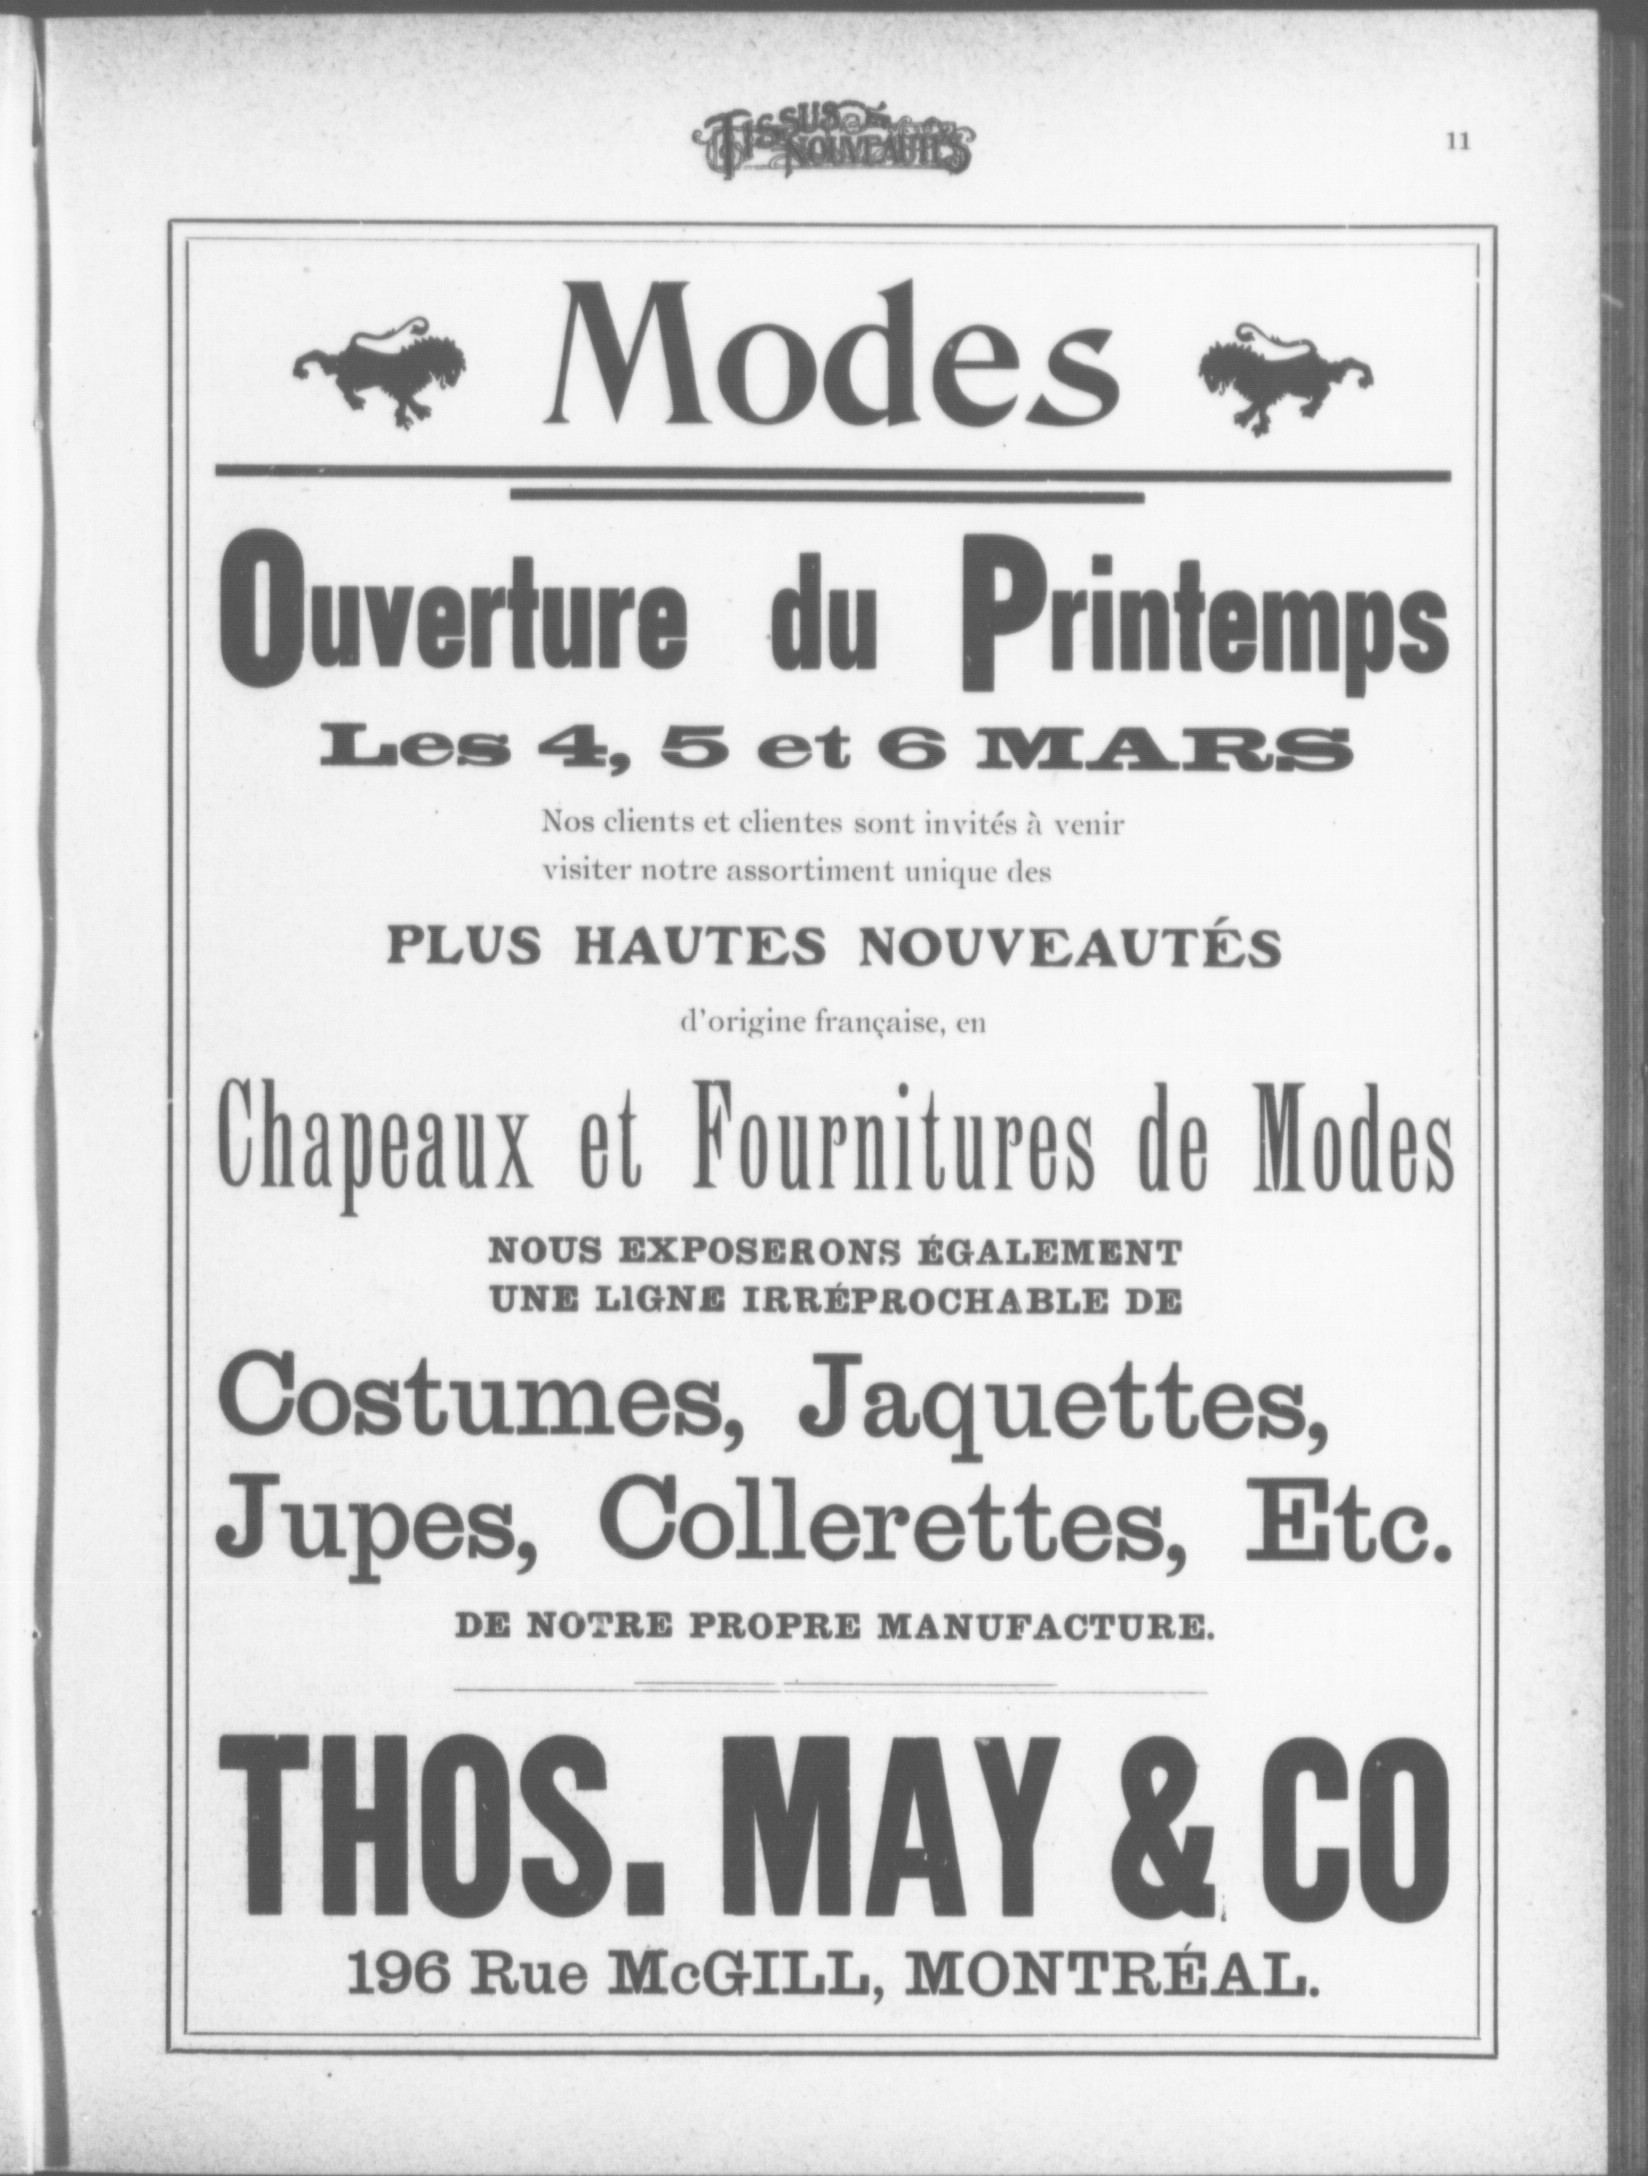 TISSUS & NOUVEAUTÉS
11
Modes
Ouverture du Printemps
Les 4, 5 et 6 MARS
Nos clients et clientes sont invités à venir
visiter notre assortiment unique des
PLUS HAUTES NOUVEAUTÉS
d'origine française, en
Chapeaux et Fournitures de Modes
NOUS EXPOSERONS ÉGALEMENT
UNE LIGNE IRRÉPROCHABLE DE
Costumes, Jaquettes,
Jupes, Collerettes, Etc.
DE NOTRE PROPRE MANUFACTURE.
THOS. MAY & CO
196 Rue McGILL, MONTRÉAL.